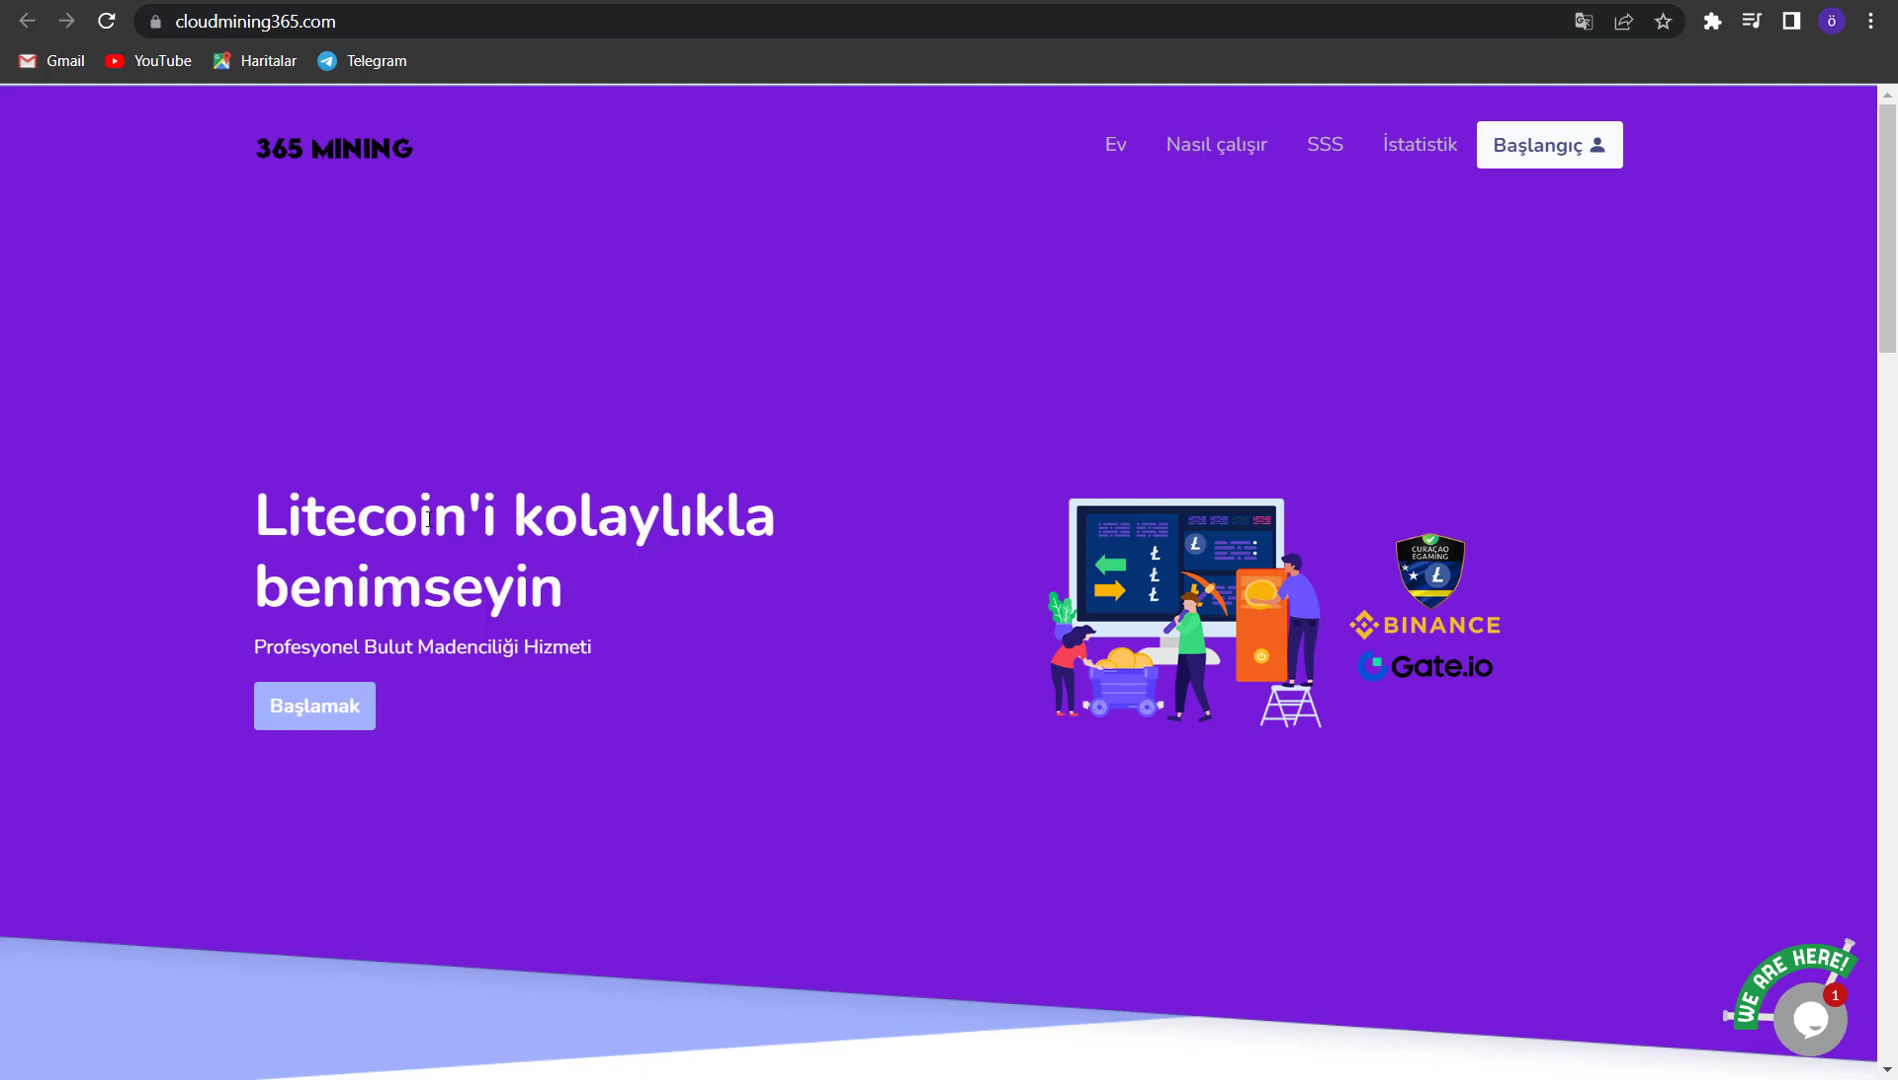 cloudmining365.com
ö
Gmail
YouTube
Haritalar
Telegram
365 MINING
Ev
Nasıl çalışır
SSS
İstatistik
Başlangıç
Litecoin'i kolaylıkla
benimseyin
Profesyonel Bulut Madenciliği Hizmeti
Başlamak
CURAÇAO
EGAMING
BINANCE
Gate.io
WE ARE HERE!
1